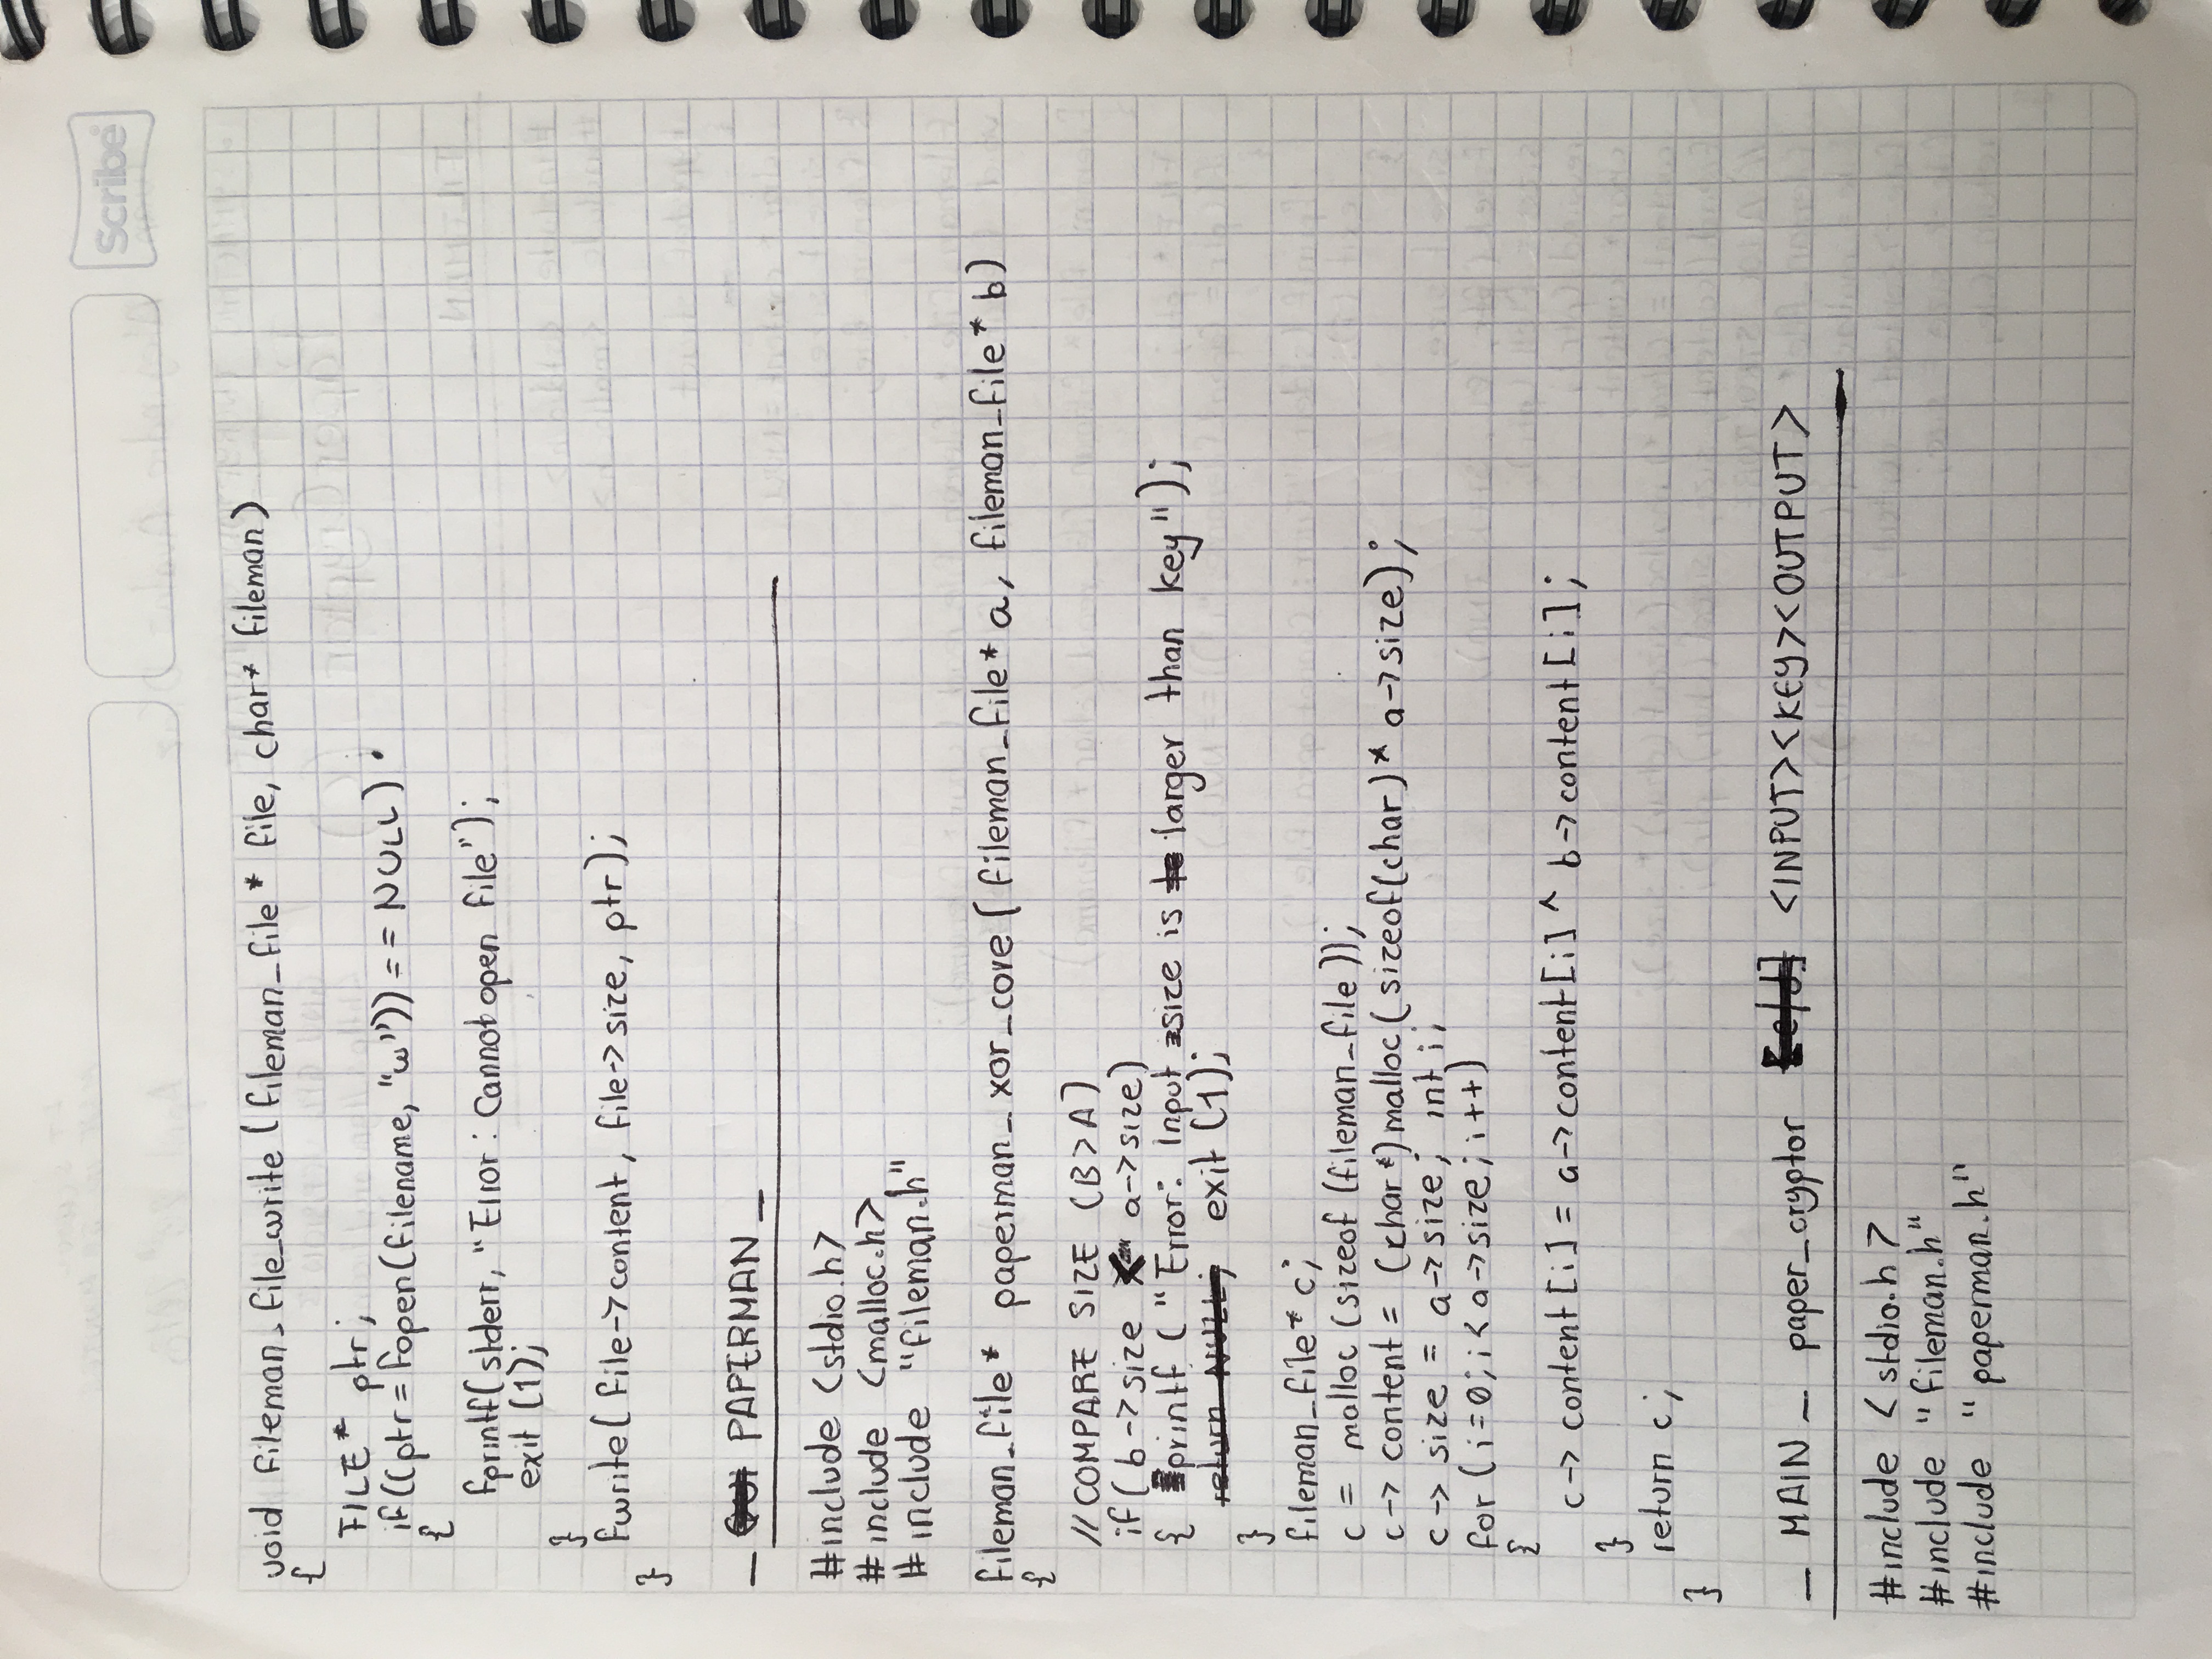 Scribe
void fileman_file_write (fileman_file* file, char* fileman)
{
FILE* ptr;
if((ptr = fopen(filename, "w")) == NULL)
{
fprintf(stderr, "Error: Cannot open file");
exit (1);
}
fwrite( file->content, file->size, ptr);
}
_ PAPERMAN _
#include <stdio.h>
#include <malloc.h>
#include "fileman.h"
fileman_file* paperman_xor_core ( fileman_file* a, fileman_file* b)
{
// COMPARE SIZE (B>A)
if( b->size < a->size)
{ printf ( "Error: Input size is larger than key");
return NULL; exit (1);
}
fileman_file* c;
c = malloc (sizeof (fileman_file));
c-> content = (char*) malloc( sizeof(char)* a->size);
c-> size = a->size; int i;
for ( i=0; i< a->size; i++)
{
c-> content[i] = a->content[i] ^ b->content[i];
}
return c;
}
_ MAIN _ paper_cryptor [e/d] <INPUT><KEY><OUTPUT>
#include <stdio.h>
#include "fileman.h"
#include "paperman.h"